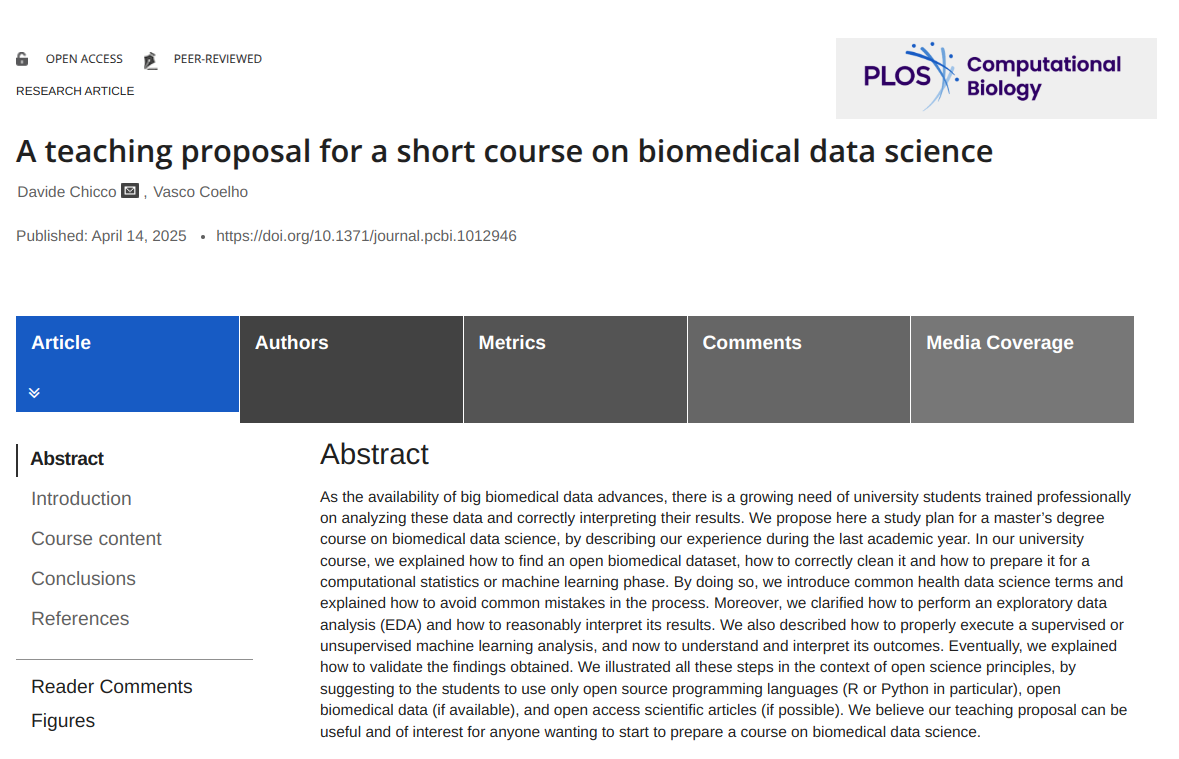 OPEN ACCESS PEER-REVIEWED
RESEARCH ARTICLE
PLOS Computational Biology
A teaching proposal for a short course on biomedical data science
Davide Chicco , Vasco Coelho
Published: April 14, 2025 • https://doi.org/10.1371/journal.pcbi.1012946
Article Authors Metrics Comments Media Coverage
Abstract
Introduction
Course content
Conclusions
References
Reader Comments
Figures
Abstract
As the availability of big biomedical data advances, there is a growing need of university students trained professionally
on analyzing these data and correctly interpreting their results. We propose here a study plan for a master’s degree
course on biomedical data science, by describing our experience during the last academic year. In our university
course, we explained how to find an open biomedical dataset, how to correctly clean it and how to prepare it for a
computational statistics or machine learning phase. By doing so, we introduce common health data science terms and
explained how to avoid common mistakes in the process. Moreover, we clarified how to perform an exploratory data
analysis (EDA) and how to reasonably interpret its results. We also described how to properly execute a supervised or
unsupervised machine learning analysis, and now to understand and interpret its outcomes. Eventually, we explained
how to validate the findings obtained. We illustrated all these steps in the context of open science principles, by
suggesting to the students to use only open source programming languages (R or Python in particular), open
biomedical data (if available), and open access scientific articles (if possible). We believe our teaching proposal can be
useful and of interest for anyone wanting to start to prepare a course on biomedical data science.